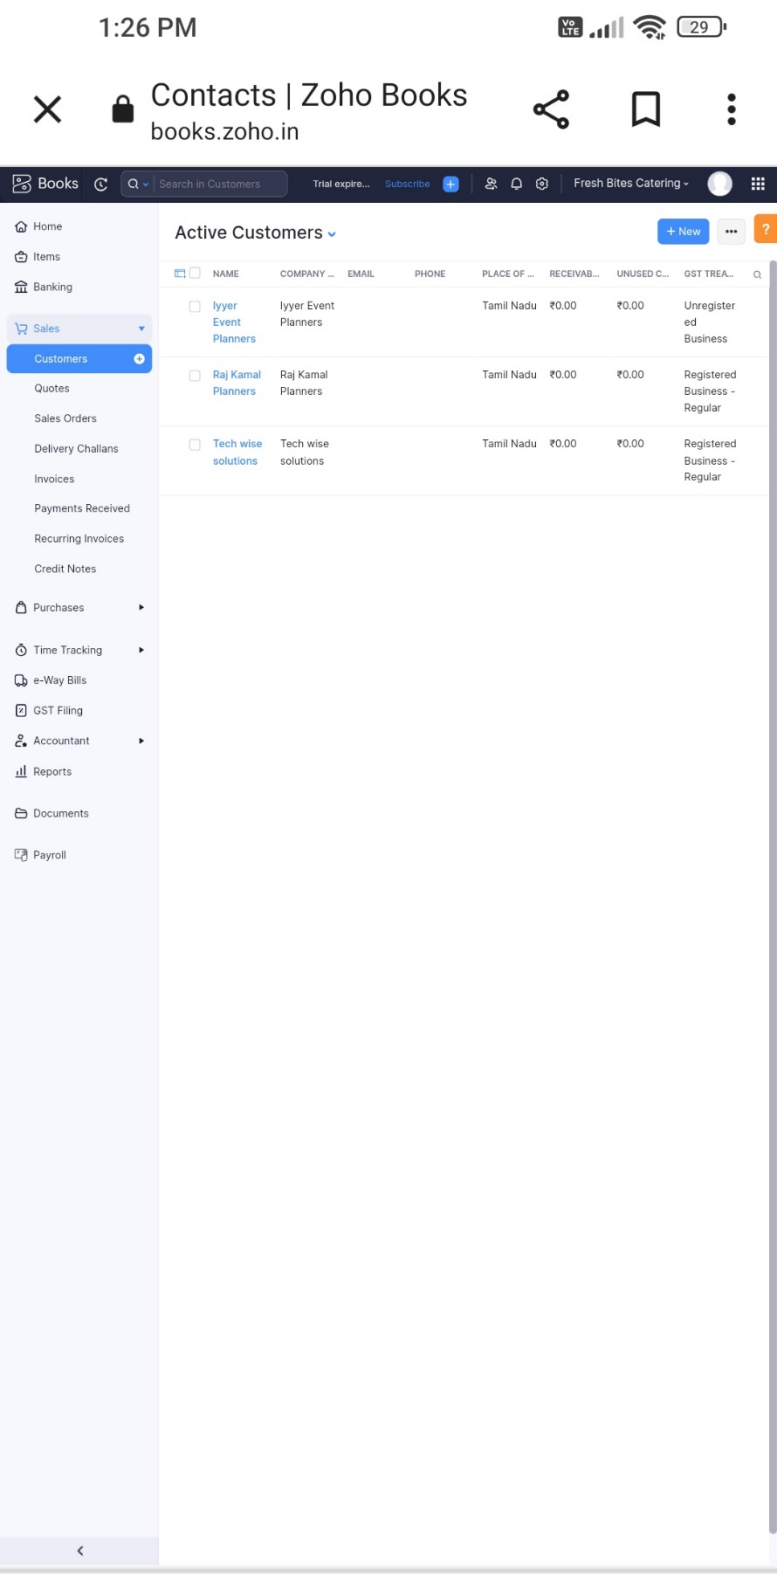 1:26 PM
Vo LTE
29
Contacts | Zoho Books
books.zoho.in
Books
Search in Customers
Trial expire...
Subscribe
Fresh Bites Catering
Home
Items
Banking
Sales
Customers
Quotes
Sales Orders
Delivery Challans
Invoices
Payments Received
Recurring Invoices
Credit Notes
Purchases
Time Tracking
e-Way Bills
GST Filing
Accountant
Reports
Documents
Payroll
Active Customers
+ New
?
NAME COMPANY ... EMAIL PHONE PLACE OF ... RECEIVAB... UNUSED C... GST TREA...
Iyyer Iyyer Event Tamil Nadu ₹0.00 ₹0.00 Unregister
Event Planners ed
Planners Business
Raj Kamal Raj Kamal Tamil Nadu ₹0.00 ₹0.00 Registered
Planners Planners Business -
Regular
Tech wise Tech wise Tamil Nadu ₹0.00 ₹0.00 Registered
solutions solutions Business -
Regular